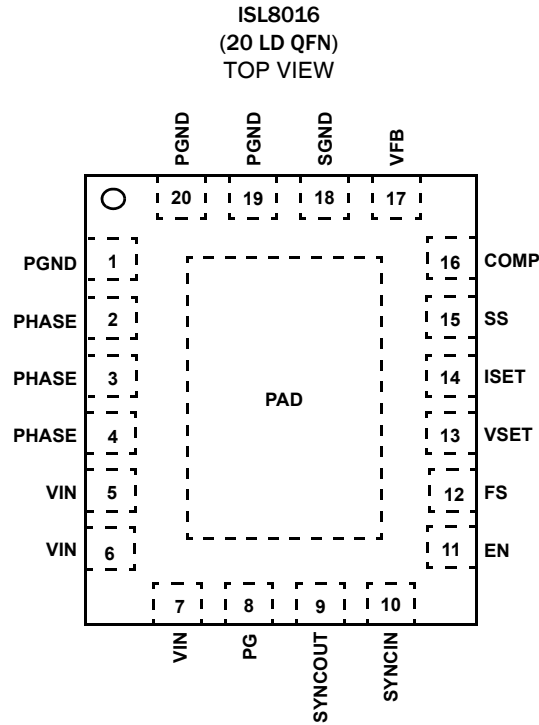 ISL8016
(20 LD QFN)
TOP VIEW
PGND
PGND
SGND
VFB
20
19
18
17
PGND
1
16
COMP
PHASE
2
15
SS
PHASE
3
14
ISET
PAD
PHASE
4
13
VSET
VIN
5
12
FS
VIN
6
11
EN
7
8
9
10
VIN
PG
SYNCOUT
SYNCIN